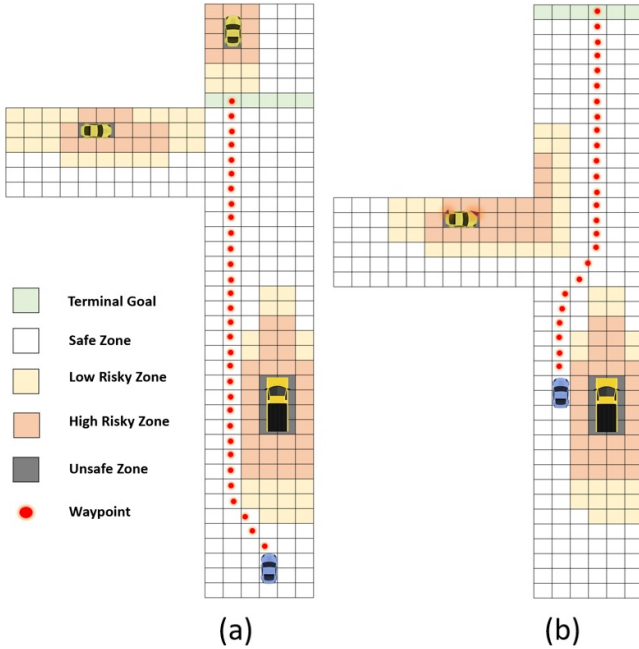 Terminal Goal
Safe Zone
Low Risky Zone
High Risky Zone
Unsafe Zone
Waypoint
(a)
(b)